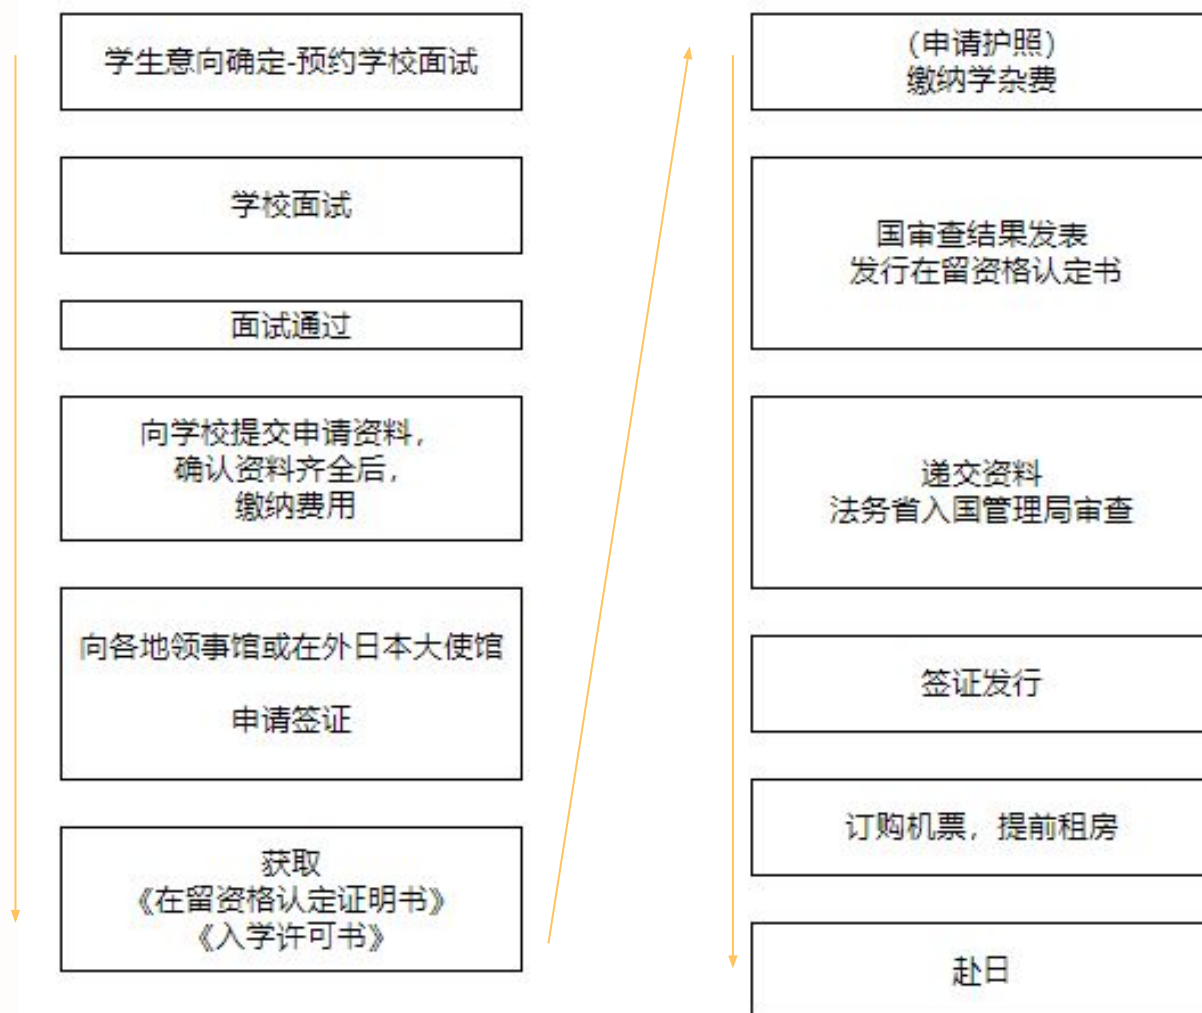 学生意向确定-预约学校面试
学校面试
面试通过
向学校提交申请资料,
确认资料齐全后,
缴纳费用
向各地领事馆或在外日本大使馆
申请签证
获取
《在留资格认定证明书》
《入学许可书》
(申请护照)
缴纳学杂费
国审查结果发表
发行在留资格认定书
递交资料
法务省入国管理局审查
签证发行
订购机票，提前租房
赴日